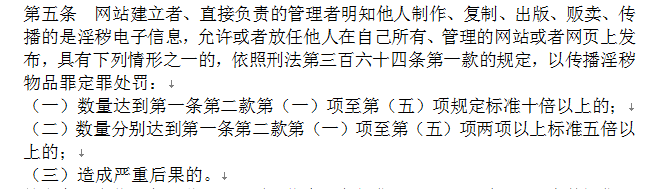 第五条　网站建立者、直接负责的管理者明知他人制作、复制、出版、贩卖、传
播的是淫秽电子信息，允许或者放任他人在自己所有、管理的网站或者网页上发
布，具有下列情形之一的，依照刑法第三百六十四条第一款的规定，以传播淫秽
物品罪定罪处罚：↓
（一）数量达到第一条第二款第（一）项至第（五）项规定标准十倍以上的；↓
（二）数量分别达到第一条第二款第（一）项至第（五）项两项以上标准五倍以
上的；↓
（三）造成严重后果的。↓